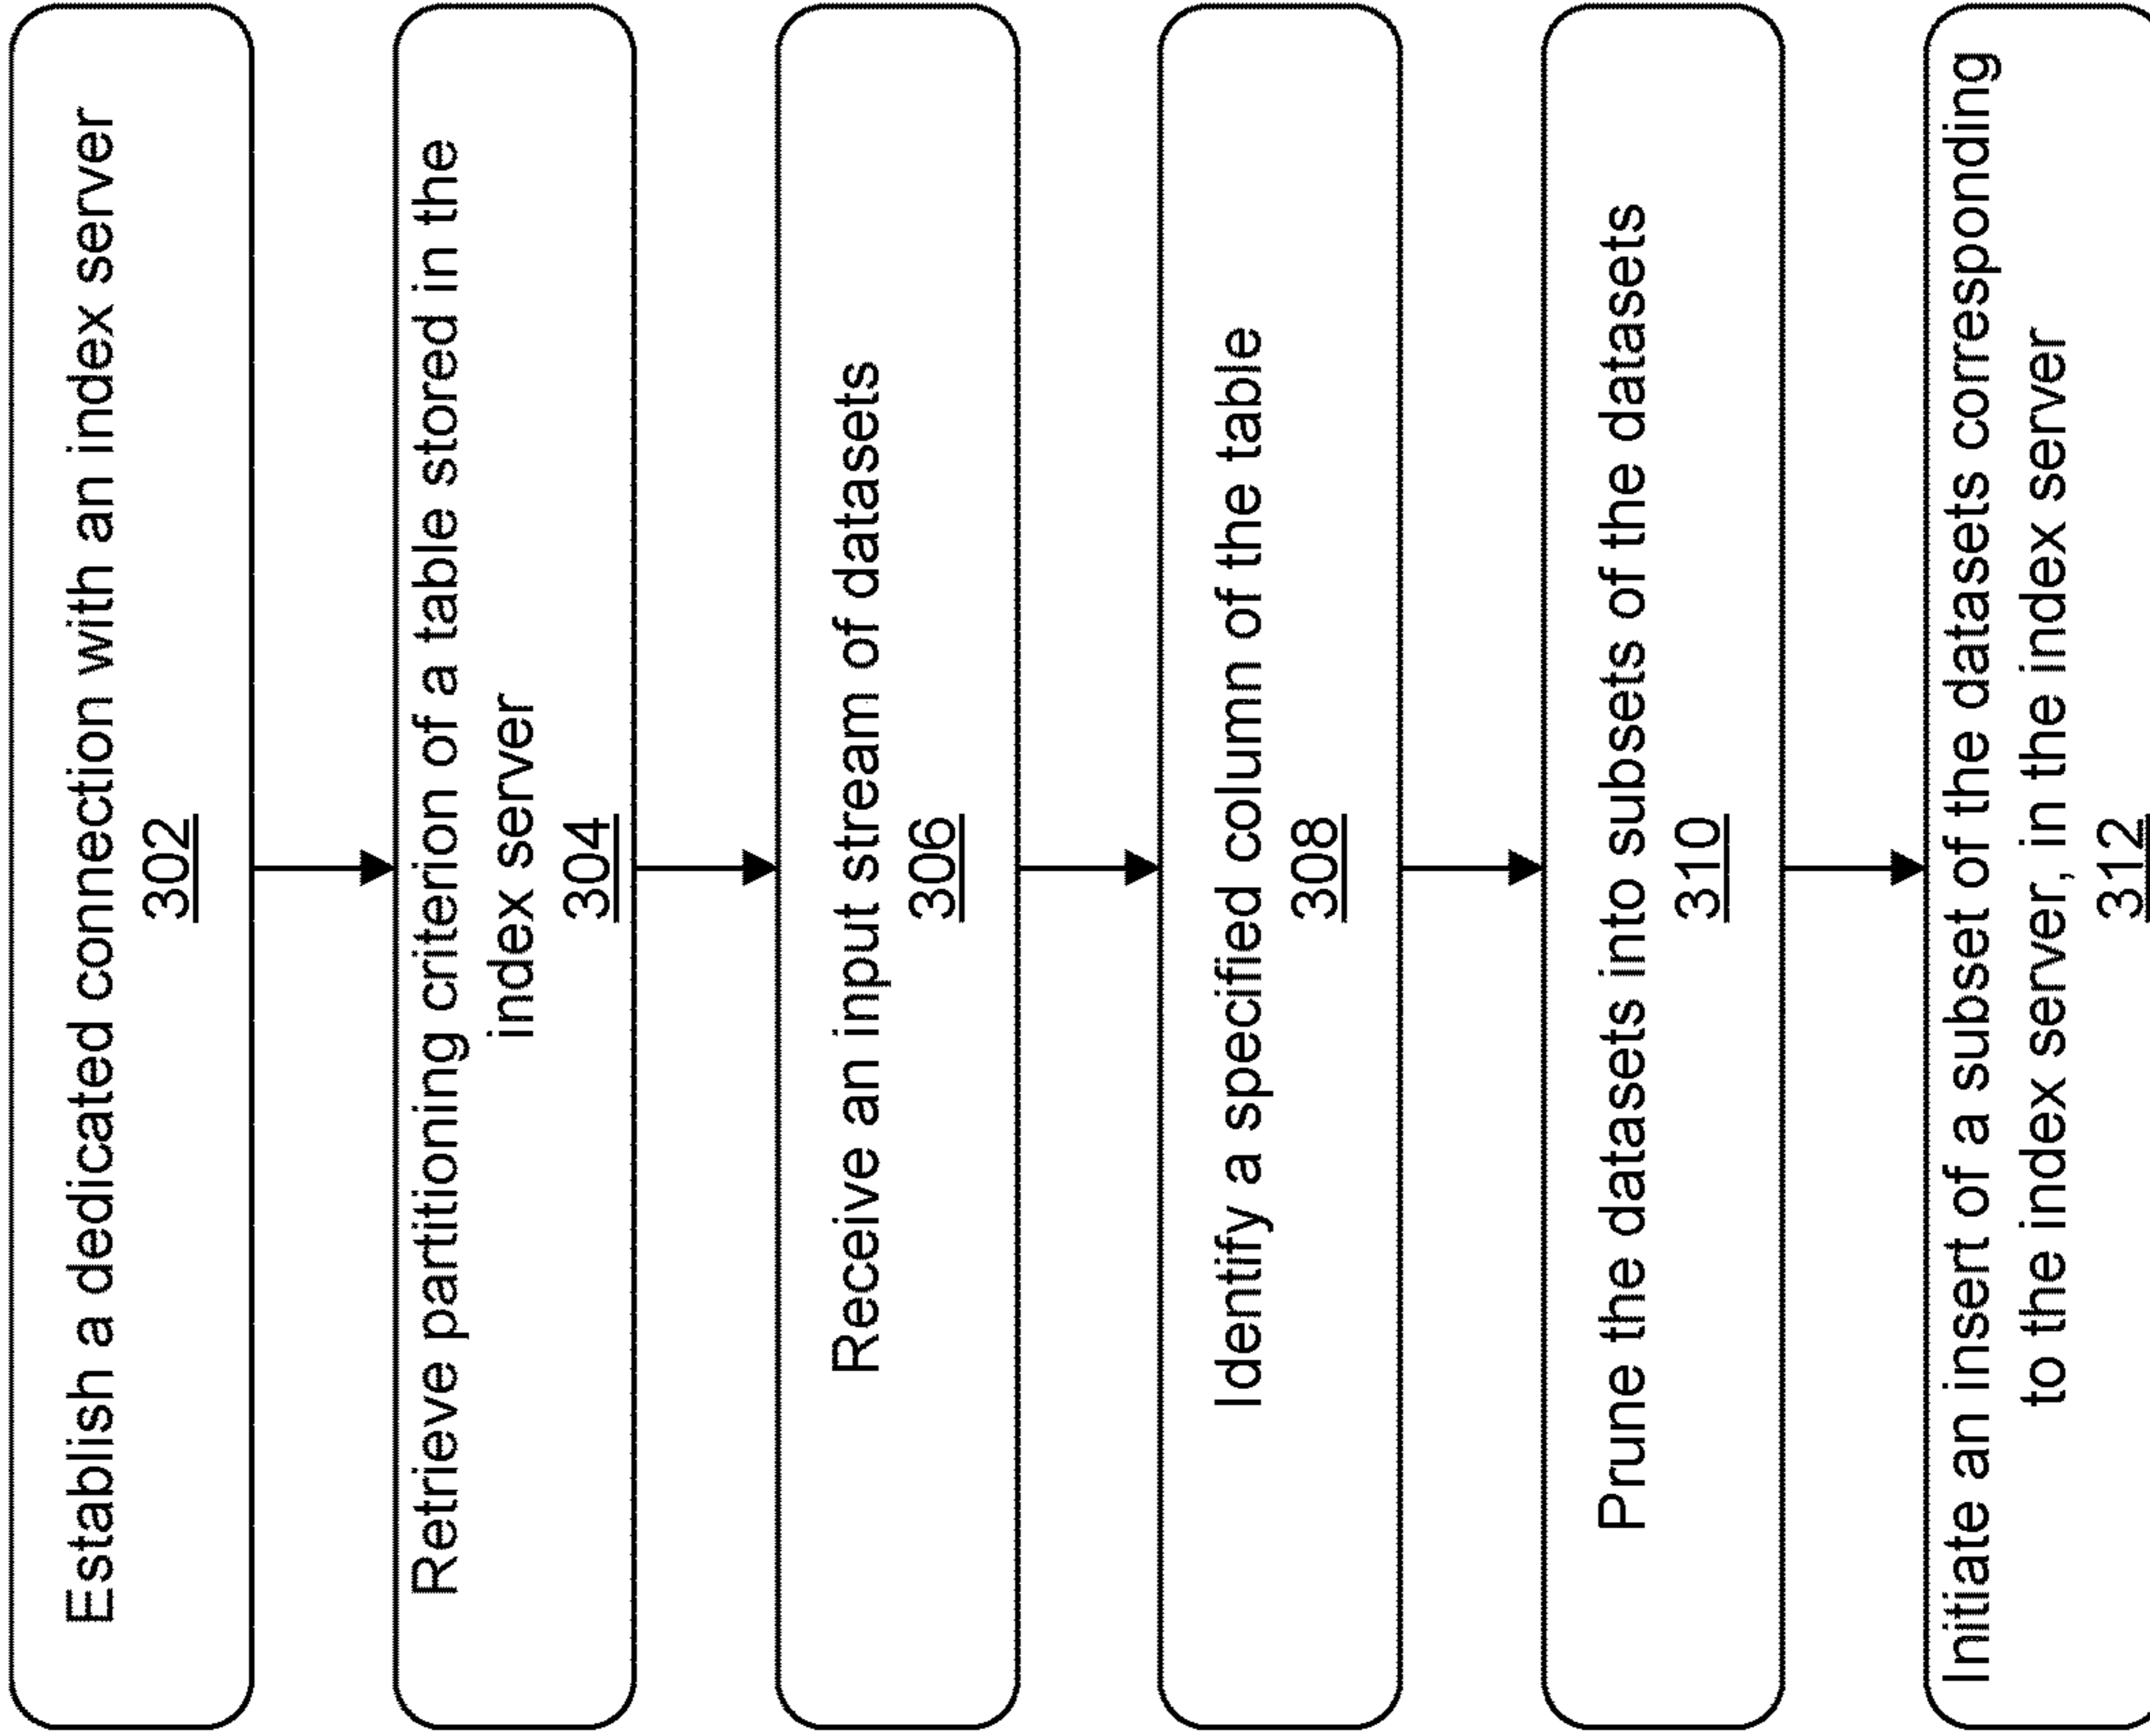 Establish a dedicated connection with an index server
302
Retrieve partitioning criterion of a table stored in the
index server
304
Receive an input stream of datasets
306
Identify a specified column of the table
308
Prune the datasets into subsets of the datasets
310
Initiate an insert of a subset of the datasets corresponding
to the index server, in the index server
312